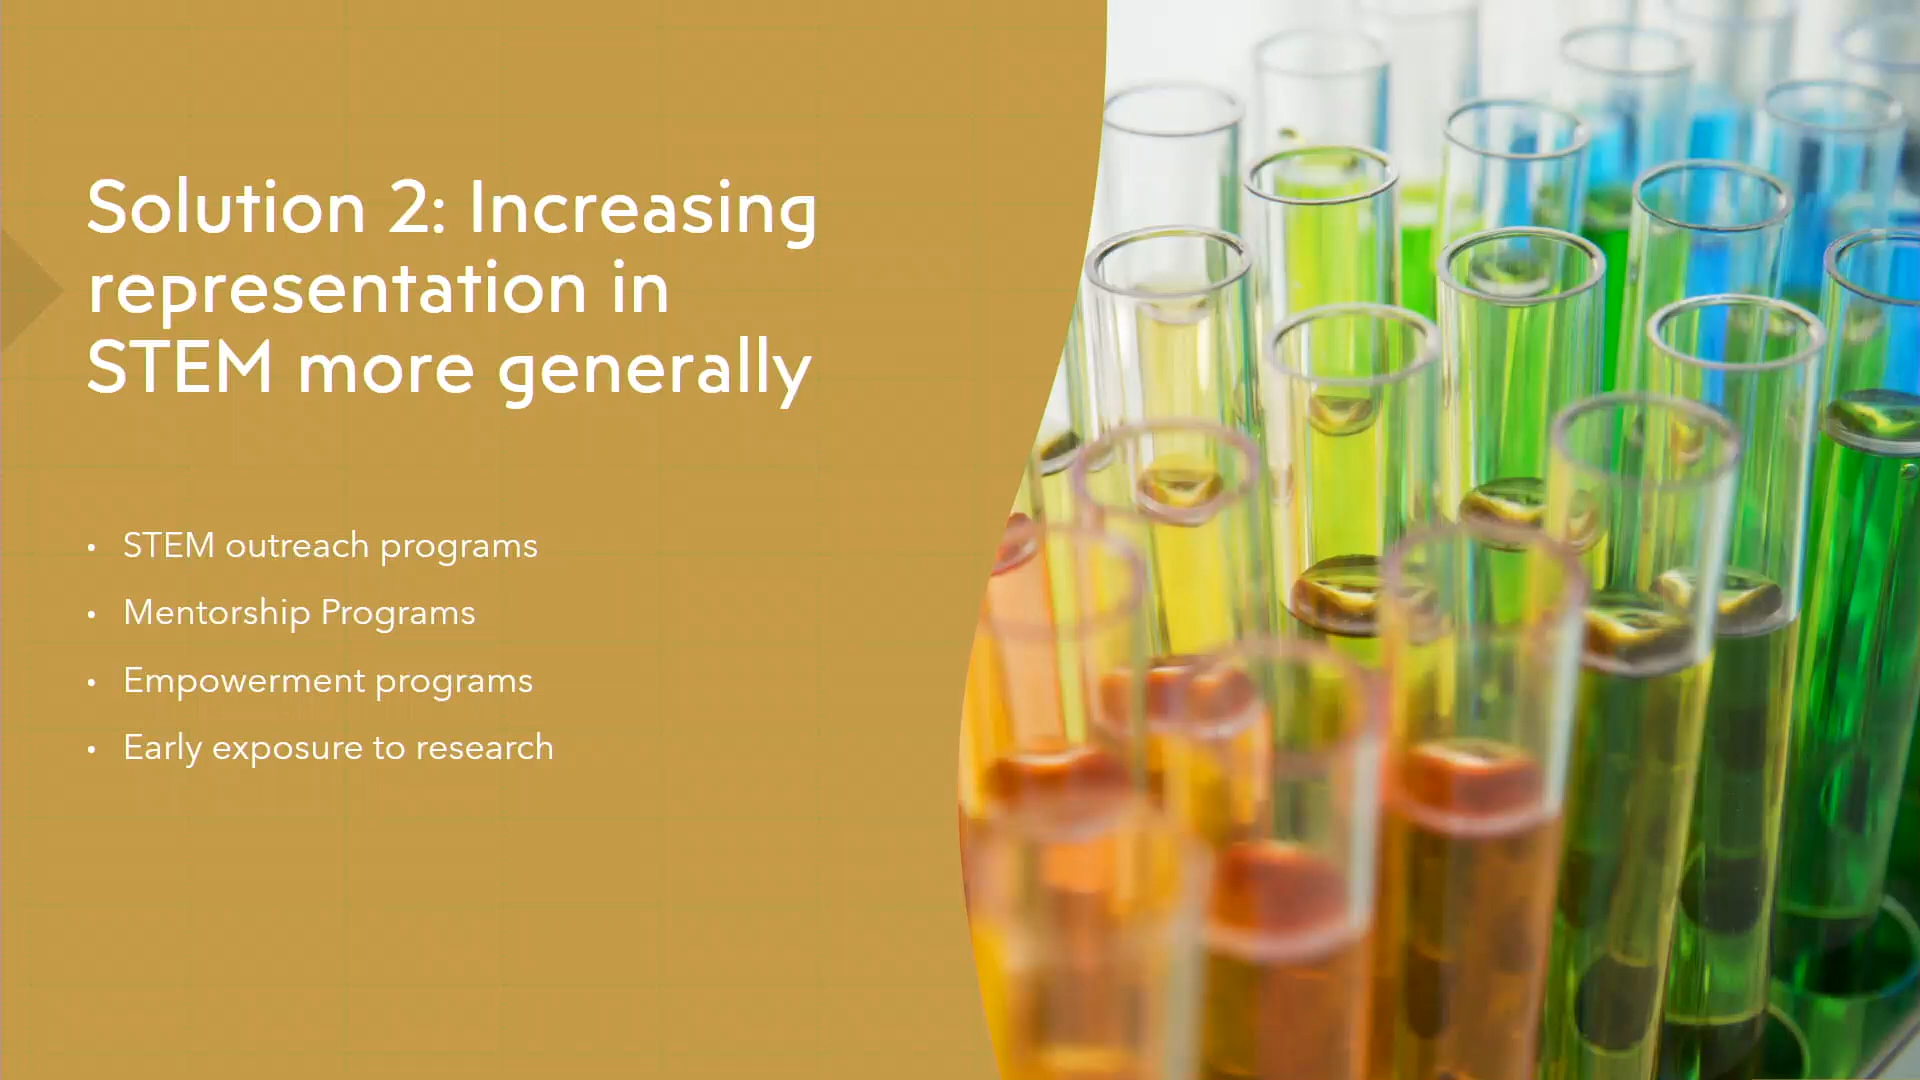 Solution 2: Increasing
representation in
STEM more generally
• STEM outreach programs
• Mentorship Programs
• Empowerment programs
• Early exposure to research